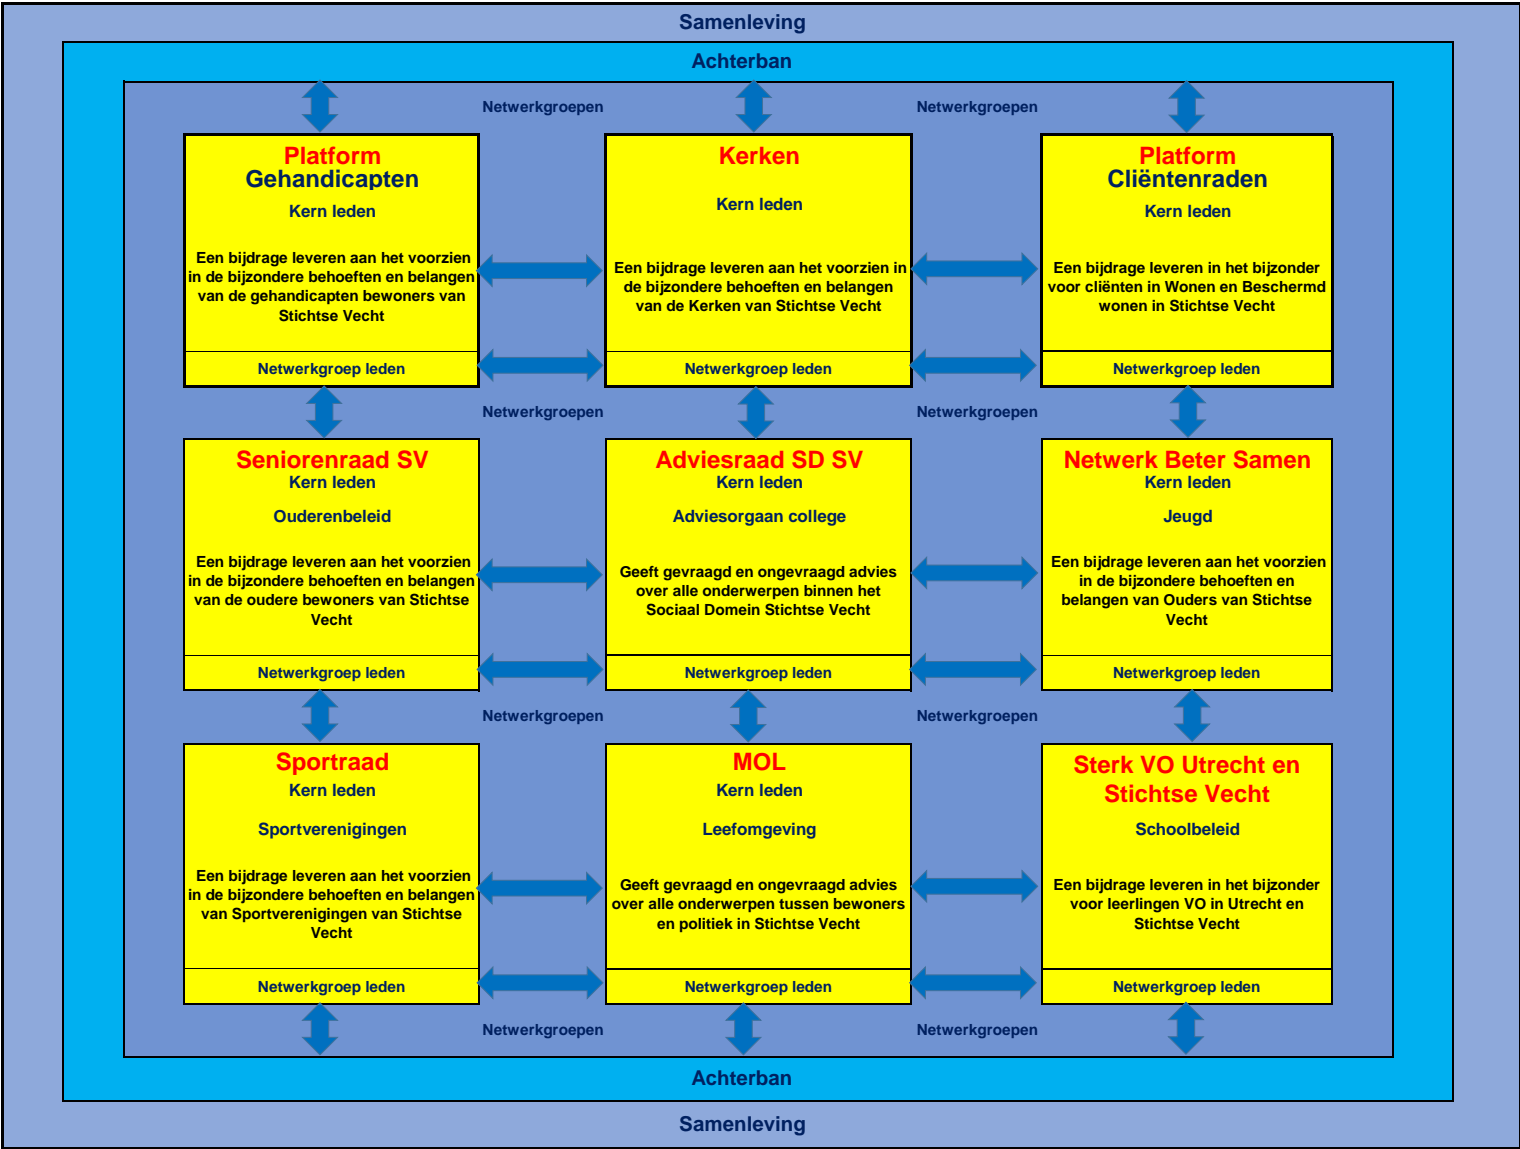 Samenleving
Achterban
Netwerkgroepen
Netwerkgroepen
Platform
Gehandicapten
Kern leden
Een bijdrage leveren aan het voorzien
in de bijzondere behoeften en belangen
van de gehandicapten bewoners van
Stichtse Vecht
Netwerkgroep leden
Kerken
Kern leden
Een bijdrage leveren aan het voorzien in
de bijzondere behoeften en belangen
van de Kerken van Stichtse Vecht
Netwerkgroep leden
Platform
Cliëntenraden
Kern leden
Een bijdrage leveren in het bijzonder
voor cliënten in Wonen en Beschermd
wonen in Stichtse Vecht
Netwerkgroep leden
Netwerkgroepen
Netwerkgroepen
Seniorenraad SV
Kern leden
Ouderenbeleid
Een bijdrage leveren aan het voorzien
in de bijzondere behoeften en belangen
van de oudere bewoners van Stichtse
Vecht
Netwerkgroep leden
Adviesraad SD SV
Kern leden
Adviesorgaan college
Geeft gevraagd en ongevraagd advies
over alle onderwerpen binnen het
Sociaal Domein Stichtse Vecht
Netwerkgroep leden
Netwerk Beter Samen
Kern leden
Jeugd
Een bijdrage leveren aan het voorzien
in de bijzondere behoeften en
belangen van Ouders van Stichtse
Vecht
Netwerkgroep leden
Netwerkgroepen
Netwerkgroepen
Sportraad
Kern leden
Sportverenigingen
Een bijdrage leveren aan het voorzien
in de bijzondere behoeften en belangen
van Sportverenigingen van Stichtse
Vecht
Netwerkgroep leden
MOL
Kern leden
Leefomgeving
Geeft gevraagd en ongevraagd advies
over alle onderwerpen tussen bewoners
en politiek in Stichtse Vecht
Netwerkgroep leden
Sterk VO Utrecht en
Stichtse Vecht
Schoolbeleid
Een bijdrage leveren in het bijzonder
voor leerlingen VO in Utrecht en
Stichtse Vecht
Netwerkgroep leden
Netwerkgroepen
Netwerkgroepen
Achterban
Samenleving